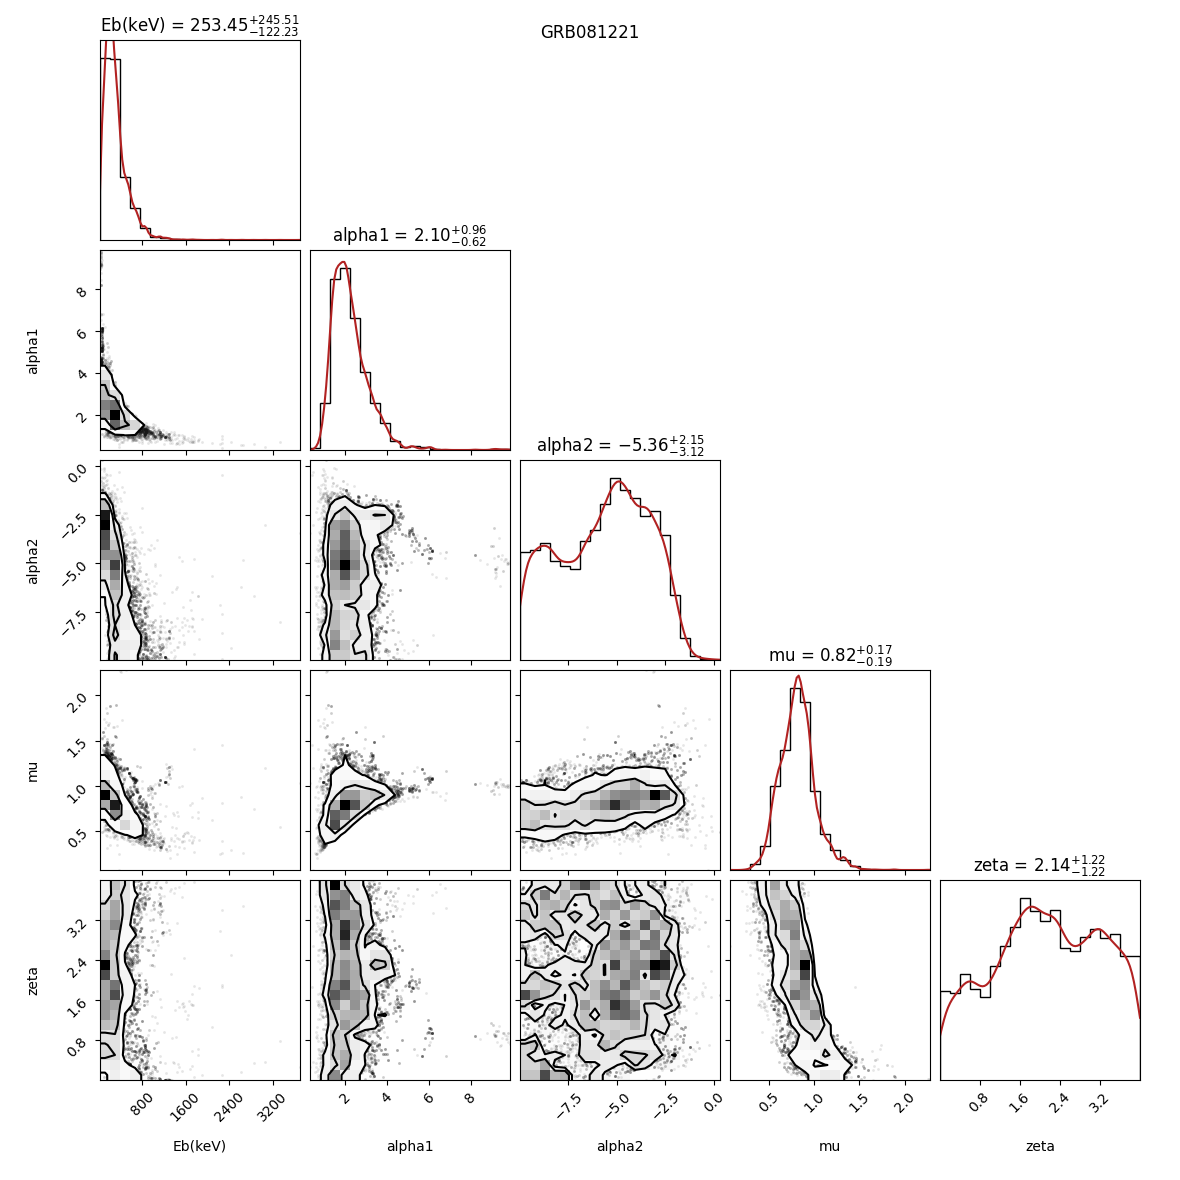 GRB081221
Eb(keV) = 253.45+245.51−122.23
alpha1 = 2.10+0.96−0.62
8
6
4
2
alpha1
alpha2 = −5.36+2.15−3.12
0.0
−2.5
−5.0
−7.5
alpha2
mu = 0.82+0.17−0.19
2.0
1.5
1.0
0.5
mu
zeta = 2.14+1.22−1.22
3.2
2.4
1.6
0.8
zeta
800 1600 2400 3200
2 4 6 8
−7.5 −5.0 −2.5 0.0
0.5 1.0 1.5 2.0
0.8 1.6 2.4 3.2
Eb(keV) alpha1 alpha2 mu zeta